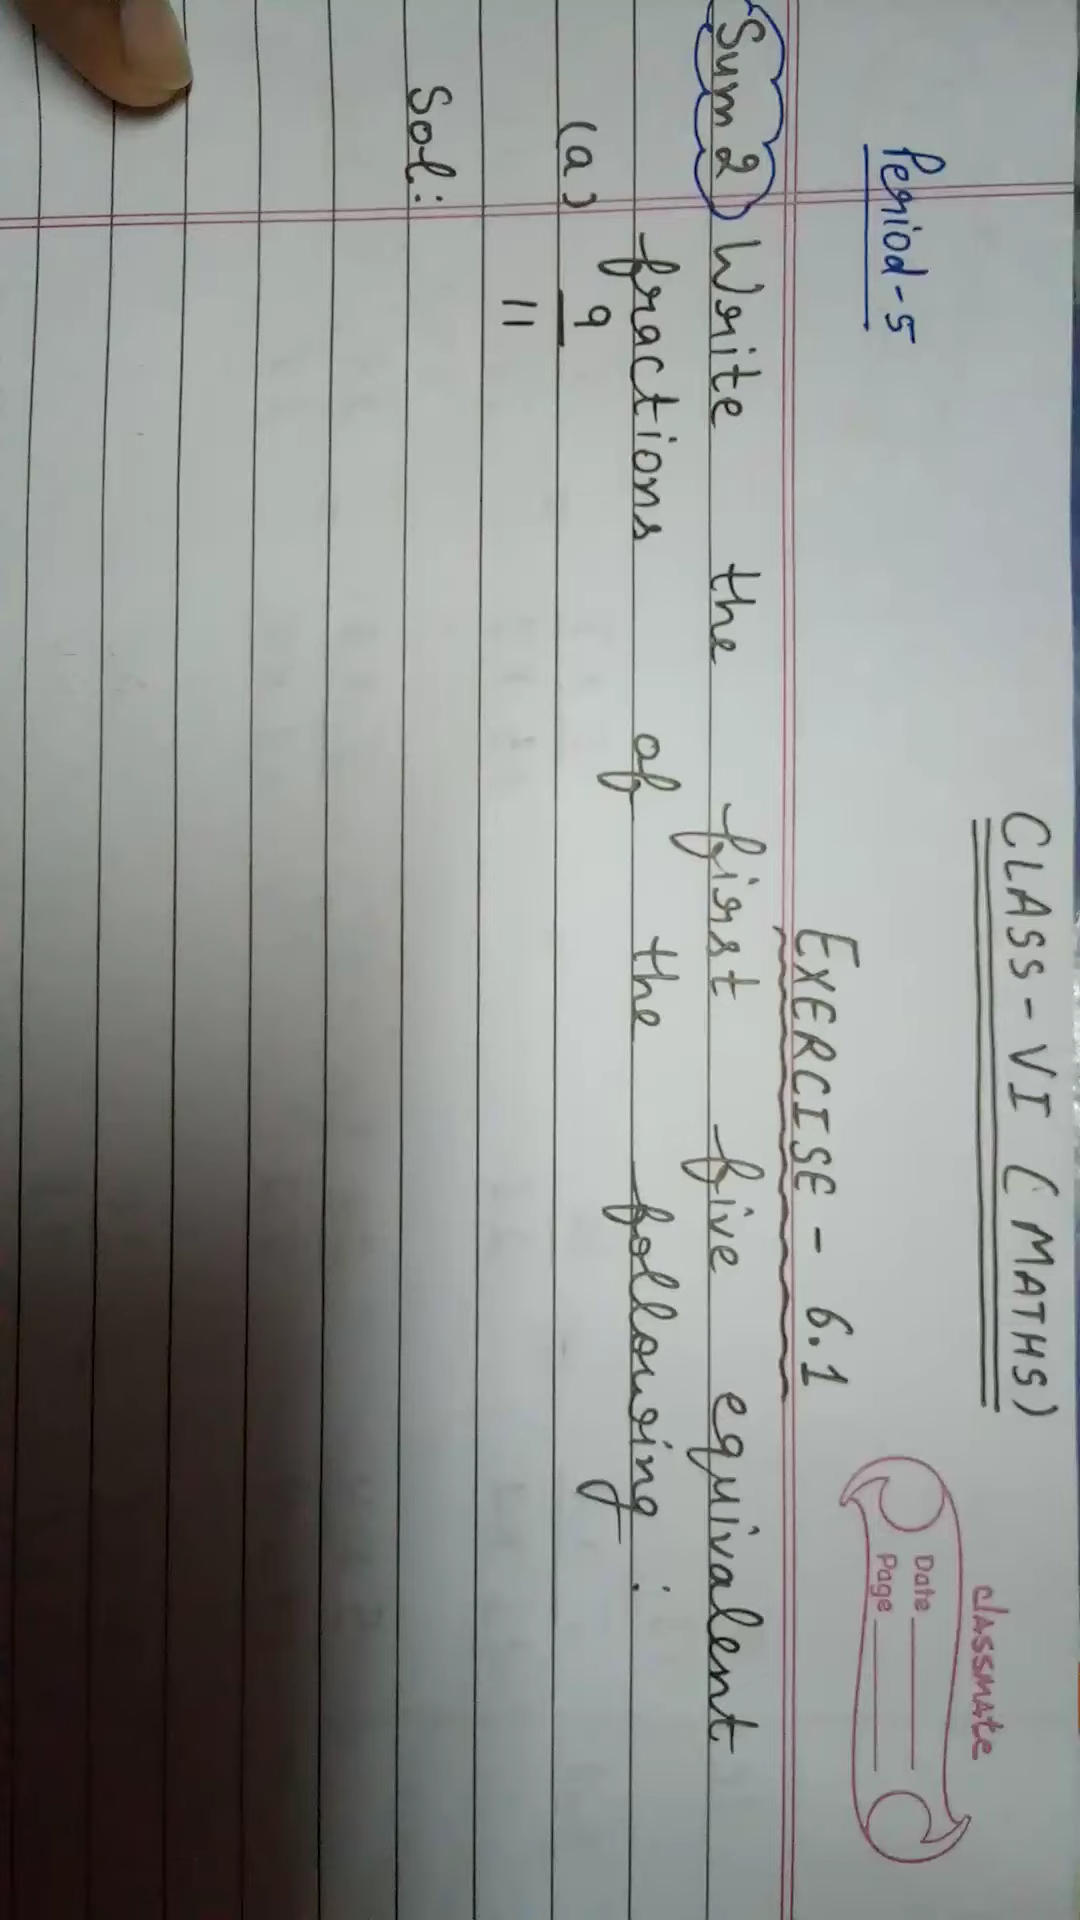 CLASS-VI (MATHS)
classmate
Date
Page
Period-5
EXERCISE - 6.1
Sum 2 Write the first five equivalent
fractions of the following :
(a) 9
11
Sol: